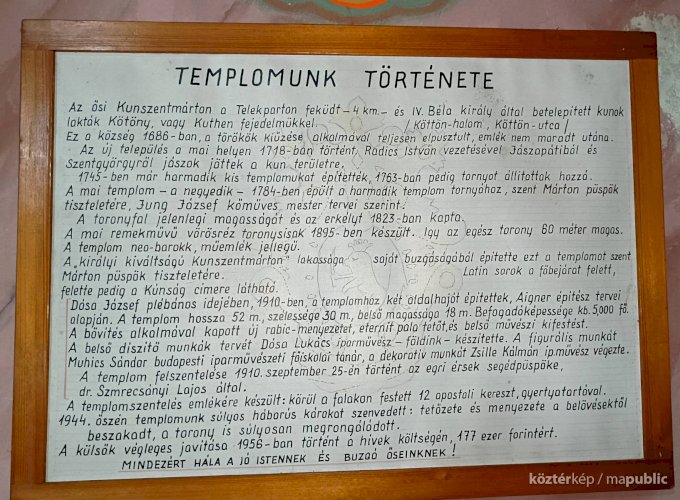 TEMPLOMUNK TÖRTÉNETE
Az ősi Kunszentmárton a Telekparton feküdt - 4 km. - és IV. Béla király által betelepített kunok
lakták Kötöny, vagy Kuthen fejedelmükkel. /Köttön-halom, Köttön-utca/
Ez a község 1686-ban, a törökök kiűzése alkalmával teljesen elpusztult, emlék nem maradt utána.
- Az új település a mai helyen 1718-ban történt. Radics István vezetésével Jászapátiból és
Szentgyörgyről jászok jöttek a kun területre.
1745-ben már harmadik kis templomukat építették, 1763-ban pedig tornyot állítottak hozzá.
A mai templom - a negyedik - 1784-ben épült a harmadik templom tornyához, szent Márton püspök
tiszteletére, Jung József kőműves mester tervei szerint.
A toronyfal jelenlegi magasságát és az erkélyt 1823-ban kapta.
A mai remekművű vörösréz toronysisak 1895-ben készült. Így az egész torony 60 méter magas.
A templom neo-barokk, műemlék jellegű.
A „királyi kiváltságú Kunszentmárton" lakossága saját buzgóságából építette ezt a templomot szent
Márton püspök tiszteletére. Latin sorok a főbejárat felett,
felette pedig a Kúnság címere látható.
Dósa József plébános idejében, 1910-ben, a templomhoz két oldalhajót építettek, Aigner építész tervei
alapján. A templom hossza 52 m, szélessége 30 m, belső magassága 18 m. Befogadóképessége kb. 5.000 fő.
A bővítés alkalmával kapott új rabic-menyezetet, eternit pala tetőt, és belső művészi kifestést.
A belső díszítő munkák tervét Dósa Lukács iparművész - földink - készítette. A figurális munkát
Muhics Sándor budapesti iparművészeti főiskolai tanár, a dekorativ munkát Zsille Kálmán ip.művész végezte.
A templom felszentelése 1910. szeptember 25-én történt az egri érsek segédpüspöke,
dr. Szmrecsányi Lajos által.
A templomszentelés emlékére készült: körül a falakon festett 12 apostoli kereszt, gyertyatartóval.
1944. őszén templomunk súlyos háborús károkat szenvedett: tetőzete és menyezete a belövésektől
beszakadt, a torony is súlyosan megrongálódott.
A külsők végleges javítása 1956-ban történt a hívek költségén, 177 ezer forintért.
MINDEZÉRT HÁLA A JÓ ISTENNEK ÉS BUZGÓ ŐSEINKNEK!
köztérkép / mapublic